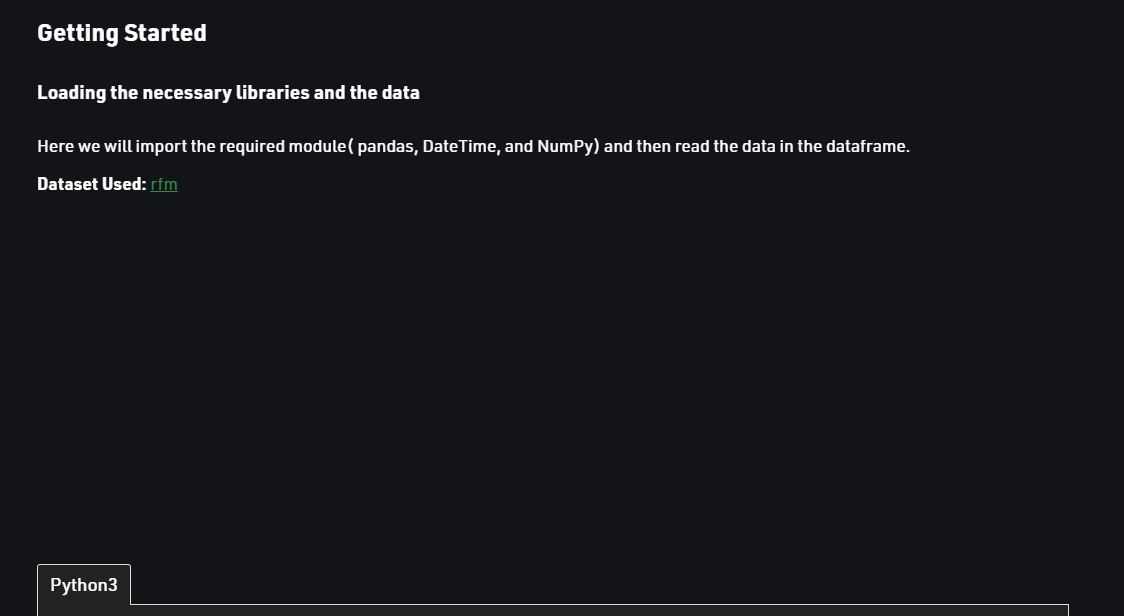 Getting Started
Loading the necessary libraries and the data
Here we will import the required module( pandas, DateTime, and NumPy) and then read the data in the dataframe.
Dataset Used: rfm
Python3